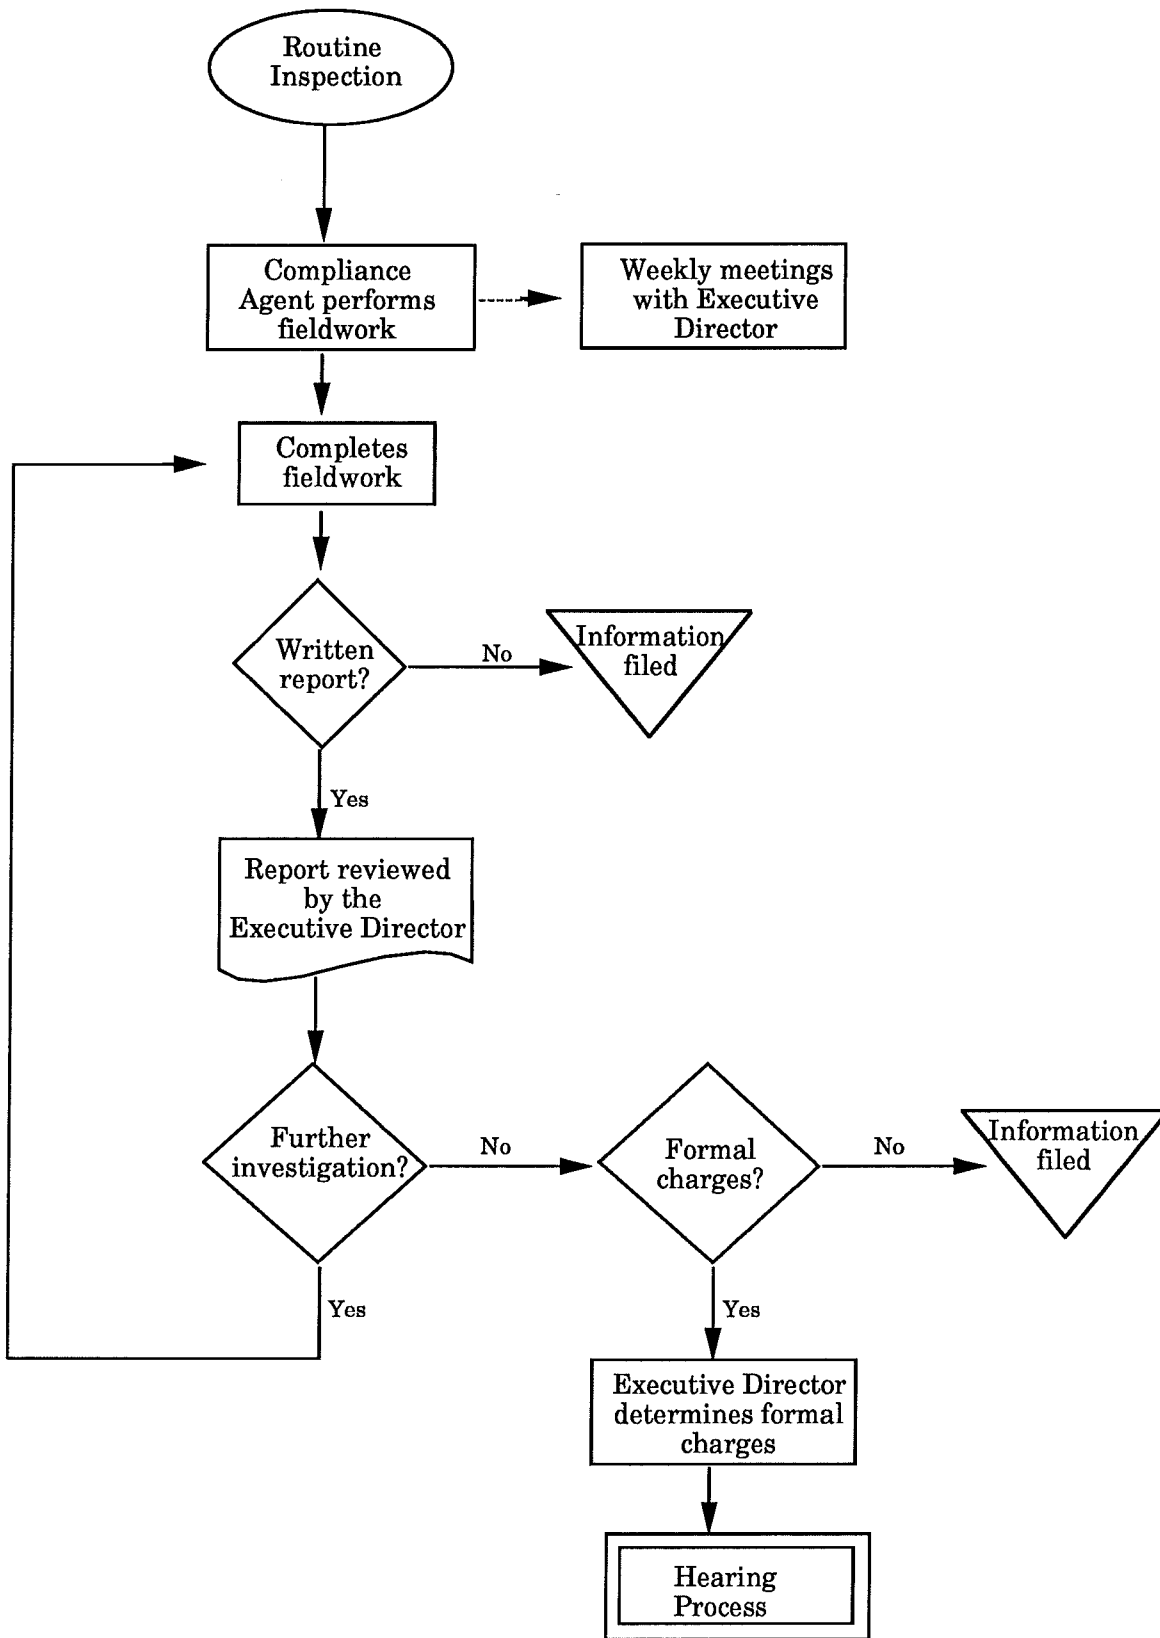 Routine
Inspection
Compliance
Agent performs
fieldwork
Weekly meetings
with Executive
Director
Completes
fieldwork
Written
report?
No
Information
filed
Yes
Report reviewed
by the
Executive Director
Further
investigation?
No
Formal
charges?
No
Information
filed
Yes
Yes
Executive Director
determines formal
charges
Hearing
Process